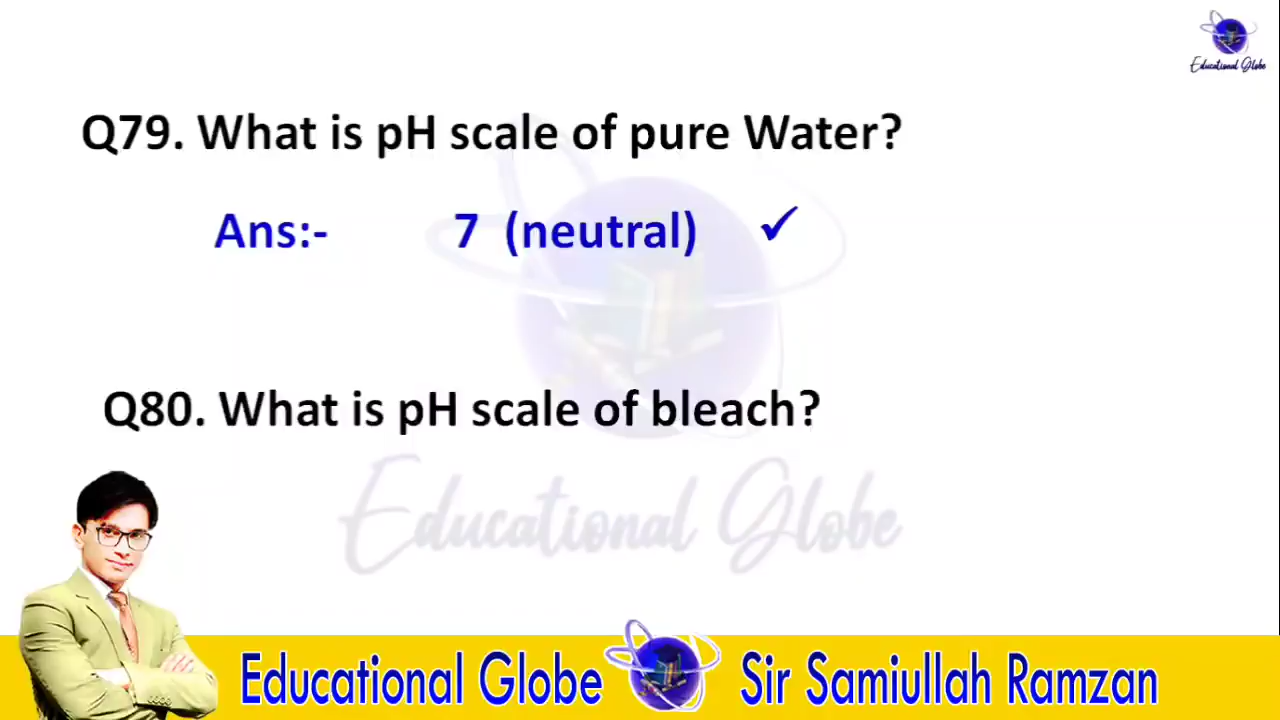 Educational Globe
Q79. What is pH scale of pure Water?
Ans:- 7 (neutral) ✓
Q80. What is pH scale of bleach?
Educational Globe
Educational Globe Sir Samiullah Ramzan